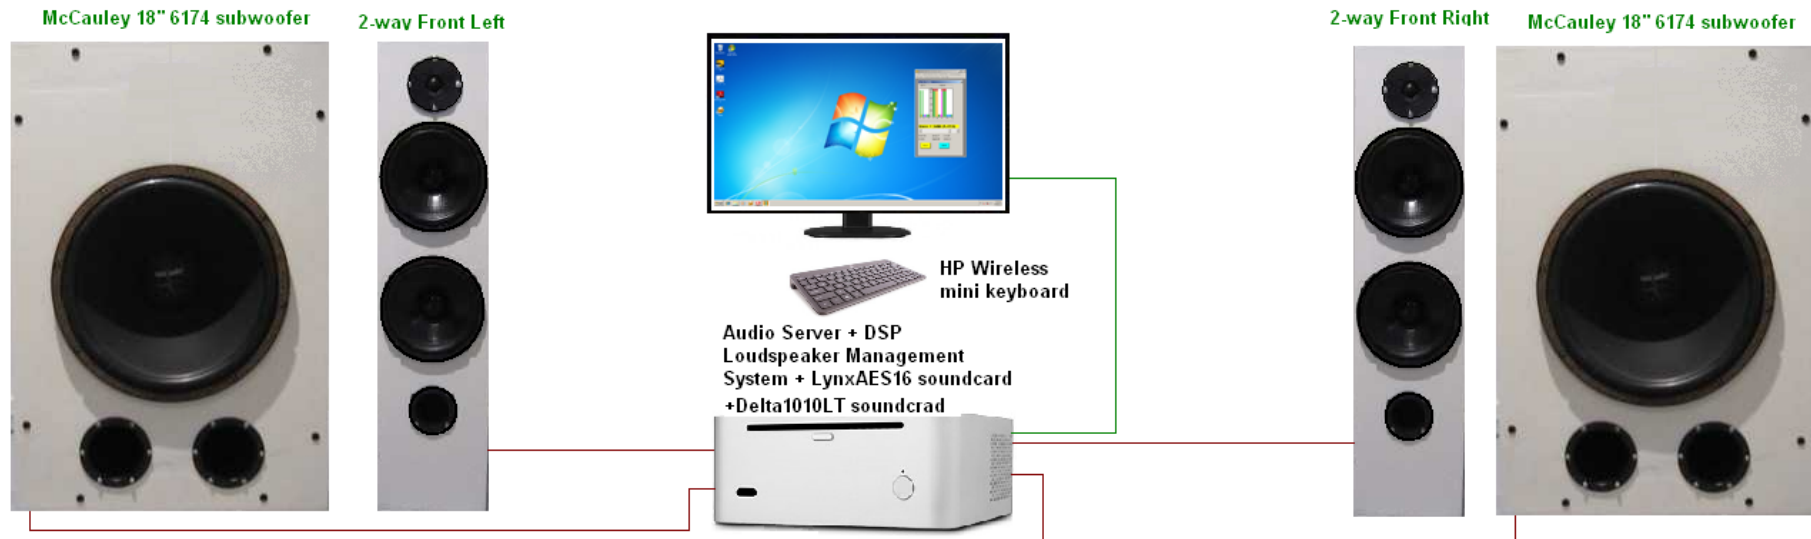 McCauley 18" 6174 subwoofer
2-way Front Left
2-way Front Right
McCauley 18" 6174 subwoofer
HP Wireless
mini keyboard
Audio Server + DSP
Loudspeaker Management
System + LynxAES16 soundcard
+Delta1010LT soundcrad